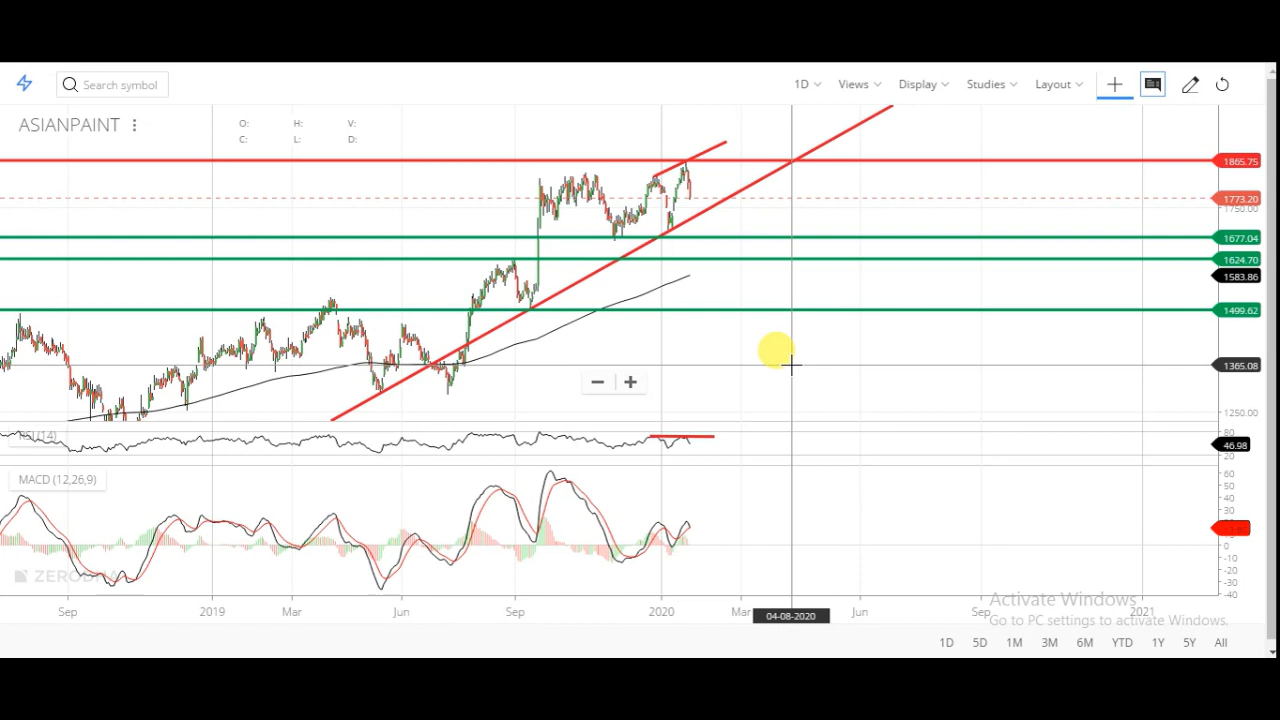 Search symbol
1D Views Display Studies Layout
ASIANPAINT
O: H: V:
C: L: D:
1865.75
1773.20
1750.00
1677.04
1624.70
1583.86
1499.62
1365.08
1250.00
RSI(14)
80
46.98
20
MACD (12,26,9)
60
50
40
30
0
-10
-20
-30
-40
Sep 2019 Mar Jun Sep 2020 Mar Jun Sep 2021
04-08-2020
Activate Windows
Go to PC settings to activate Windows.
1D 5D 1M 3M 6M YTD 1Y 5Y All